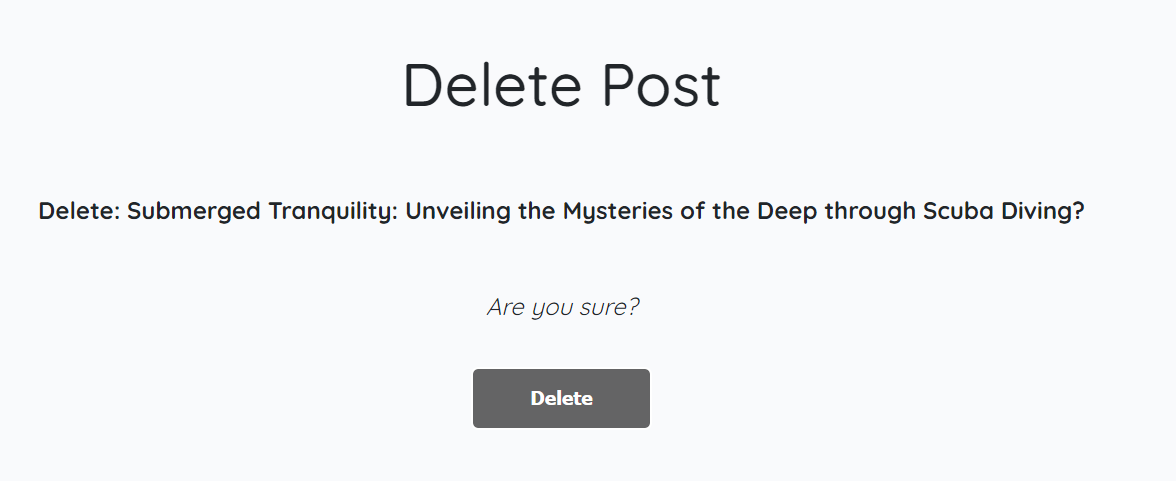 Delete Post
Delete: Submerged Tranquility: Unveiling the Mysteries of the Deep through Scuba Diving?
Are you sure?
Delete